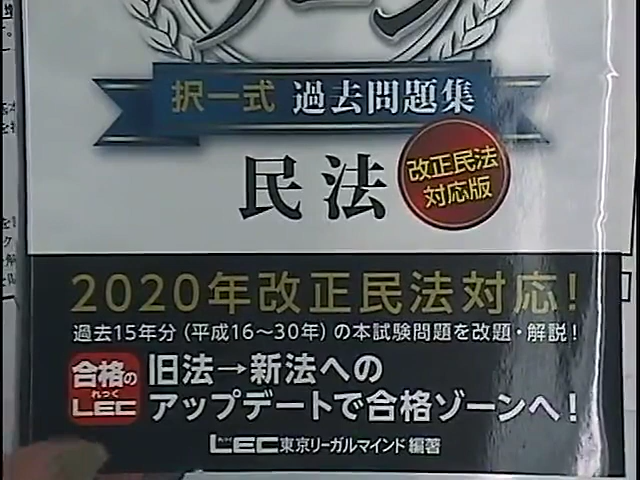 択一式 過去問題集
民法
改正民法
対応版
2020年改正民法対応!
過去15年分(平成16~30年)の本試験問題を改題・解説!
合格の
れっく
LEC
旧法→新法への
アップデートで合格ゾーンへ!
LEC東京リーガルマインド 編著